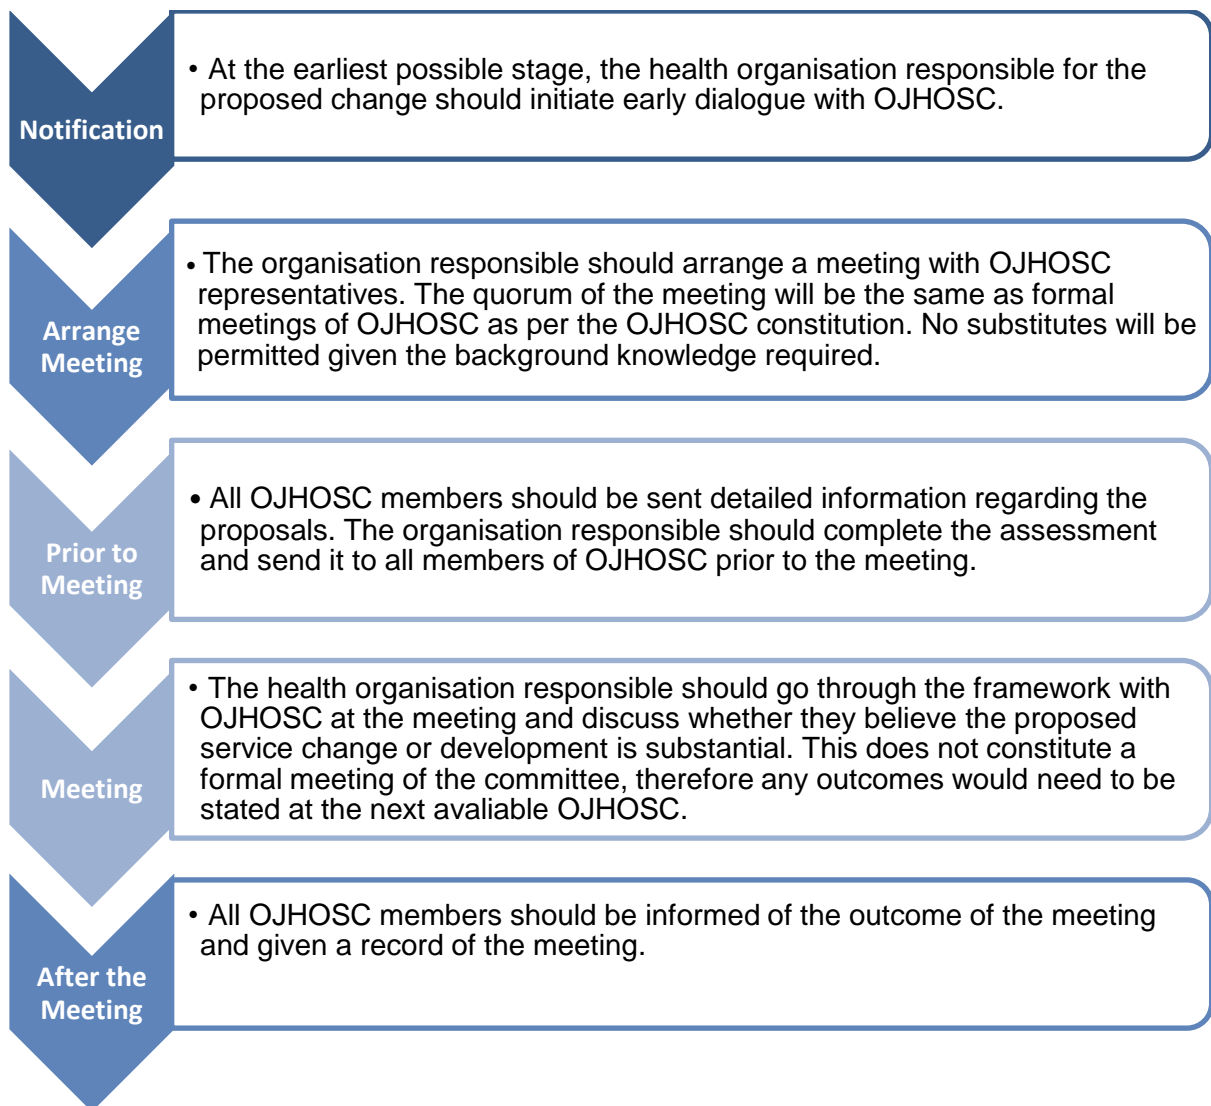 Notification
• At the earliest possible stage, the health organisation responsible for the
proposed change should initiate early dialogue with OJHOSC.
Arrange
Meeting
• The organisation responsible should arrange a meeting with OJHOSC
representatives. The quorum of the meeting will be the same as formal
meetings of OJHOSC as per the OJHOSC constitution. No substitutes will be
permitted given the background knowledge required.
Prior to
Meeting
• All OJHOSC members should be sent detailed information regarding the
proposals. The organisation responsible should complete the assessment
and send it to all members of OJHOSC prior to the meeting.
Meeting
• The health organisation responsible should go through the framework with
OJHOSC at the meeting and discuss whether they believe the proposed
service change or development is substantial. This does not constitute a
formal meeting of the committee, therefore any outcomes would need to be
stated at the next avaliable OJHOSC.
After the
Meeting
• All OJHOSC members should be informed of the outcome of the meeting
and given a record of the meeting.